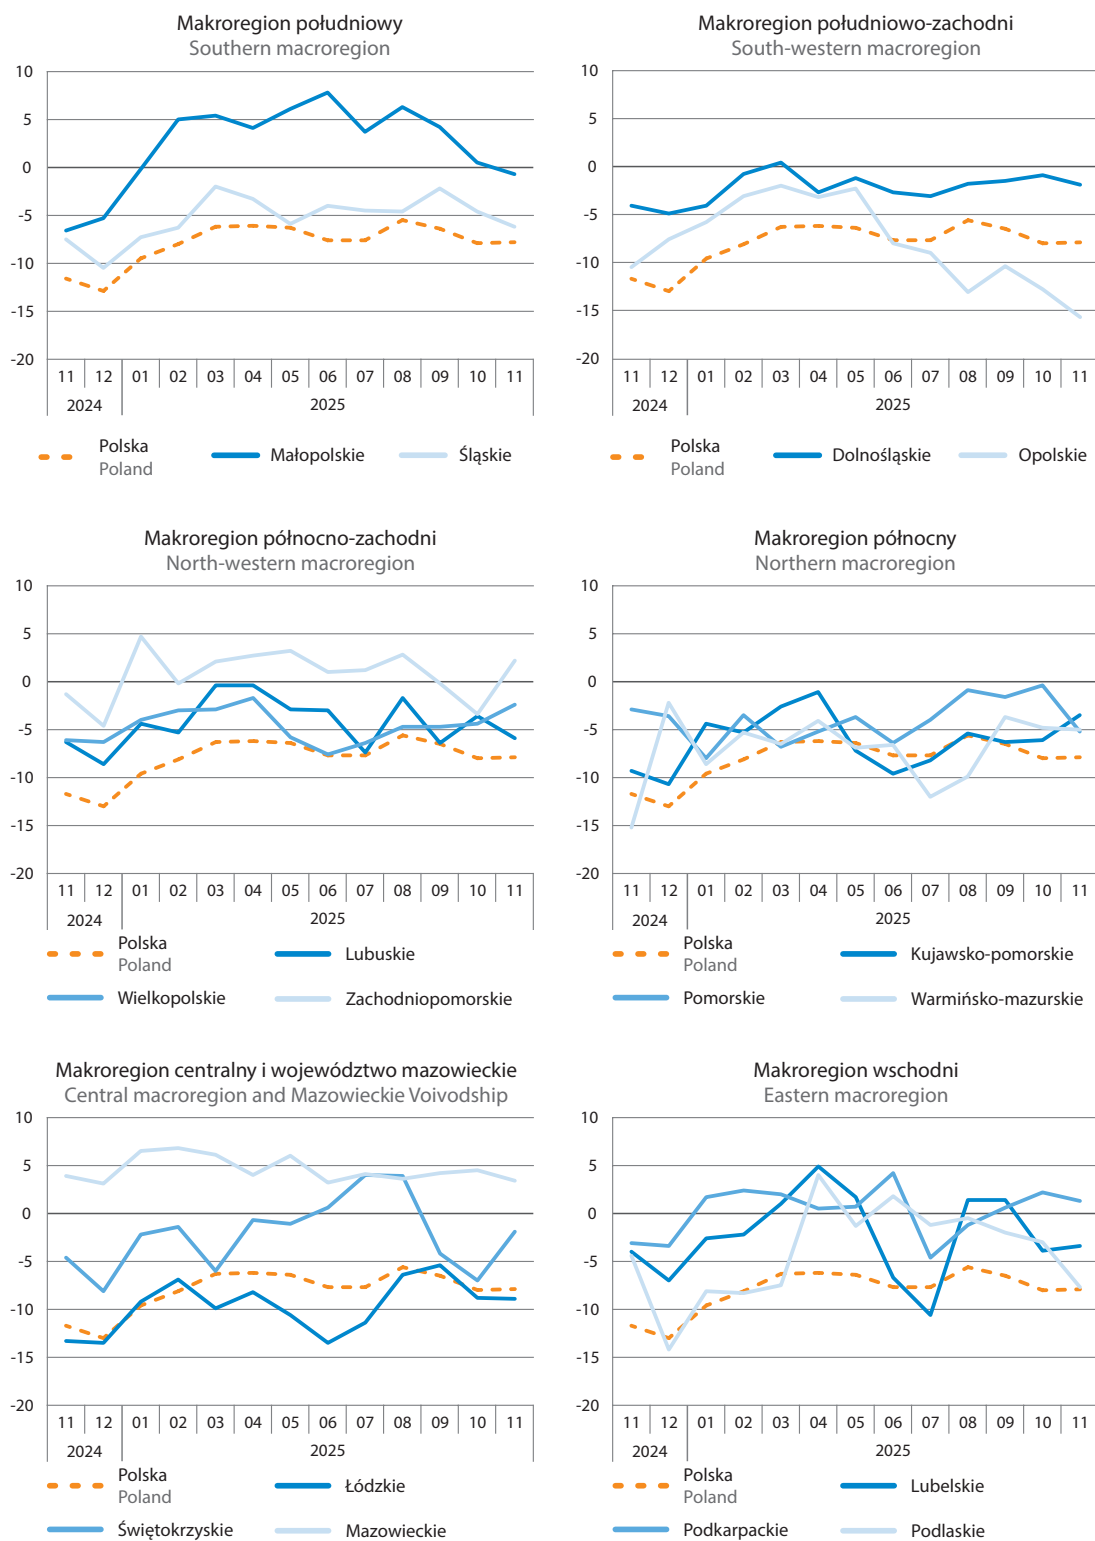 Makroregion południowy
Southern macroregion
10
5
0
-5
-10
-15
-20
11 12 01 02 03 04 05 06 07 08 09 10 11
2024 2025
Polska
Poland
Małopolskie
Śląskie
Makroregion południowo-zachodni
South-western macroregion
10
5
0
-5
-10
-15
-20
11 12 01 02 03 04 05 06 07 08 09 10 11
2024 2025
Polska
Poland
Dolnośląskie
Opolskie
Makroregion północno-zachodni
North-western macroregion
10
5
0
-5
-10
-15
-20
11 12 01 02 03 04 05 06 07 08 09 10 11
2024 2025
Polska
Poland
Lubuskie
Wielkopolskie
Zachodniopomorskie
Makroregion północny
Northern macroregion
10
5
0
-5
-10
-15
-20
11 12 01 02 03 04 05 06 07 08 09 10 11
2024 2025
Polska
Poland
Kujawsko-pomorskie
Pomorskie
Warmińsko-mazurskie
Makroregion centralny i województwo mazowieckie
Central macroregion and Mazowieckie Voivodship
10
5
0
-5
-10
-15
-20
11 12 01 02 03 04 05 06 07 08 09 10 11
2024 2025
Polska
Poland
Łódzkie
Świętokrzyskie
Mazowieckie
Makroregion wschodni
Eastern macroregion
10
5
0
-5
-10
-15
-20
11 12 01 02 03 04 05 06 07 08 09 10 11
2024 2025
Polska
Poland
Lubelskie
Podkarpackie
Podlaskie